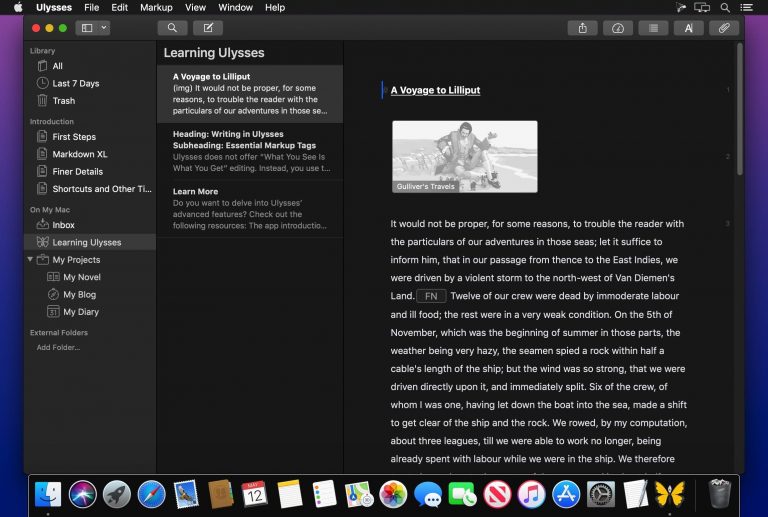 Ulysses File Edit Markup View Window Help
Library
All
Last 7 Days
Trash
Introduction
First Steps
Markdown XL
Finer Details
Shortcuts and Other Ti...
On My Mac
Inbox
Learning Ulysses
My Projects
My Novel
My Blog
31 My Diary
External Folders
Add Folder...
Learning Ulysses
A Voyage to Lilliput
(img) It would not be proper, for some
reasons, to trouble the reader with the
particulars of our adventures in those se...
Heading: Writing in Ulysses
Subheading: Essential Markup Tags
Ulysses does not offer “What You See Is
What You Get” editing. Instead, you use t...
Learn More
Do you want to delve into Ulysses’
advanced features? Check out the
following resources: The app introductio...
A
A Voyage to Lilliput 1
Gulliver's Travels
2
It would not be proper, for some reasons, to trouble the reader with 3
the particulars of our adventures in those seas; let it suffice to
inform him, that in our passage from thence to the East Indies, we
were driven by a violent storm to the north-west of Van Diemen's
Land. FN Twelve of our crew were dead by immoderate labour
and ill food; the rest were in a very weak condition. On the 5th of
November, which was the beginning of summer in those parts, the
weather being very hazy, the seamen spied a rock within half a
cable's length of the ship; but the wind was so strong, that we were
driven directly upon it, and immediately split. Six of the crew, of
whom I was one, having let down the boat into the sea, made a shift
to get clear of the ship and the rock. We rowed, by my computation,
about three leagues, till we were able to work no longer, being
already spent with labour while we were in the ship. We therefore
MAY
12